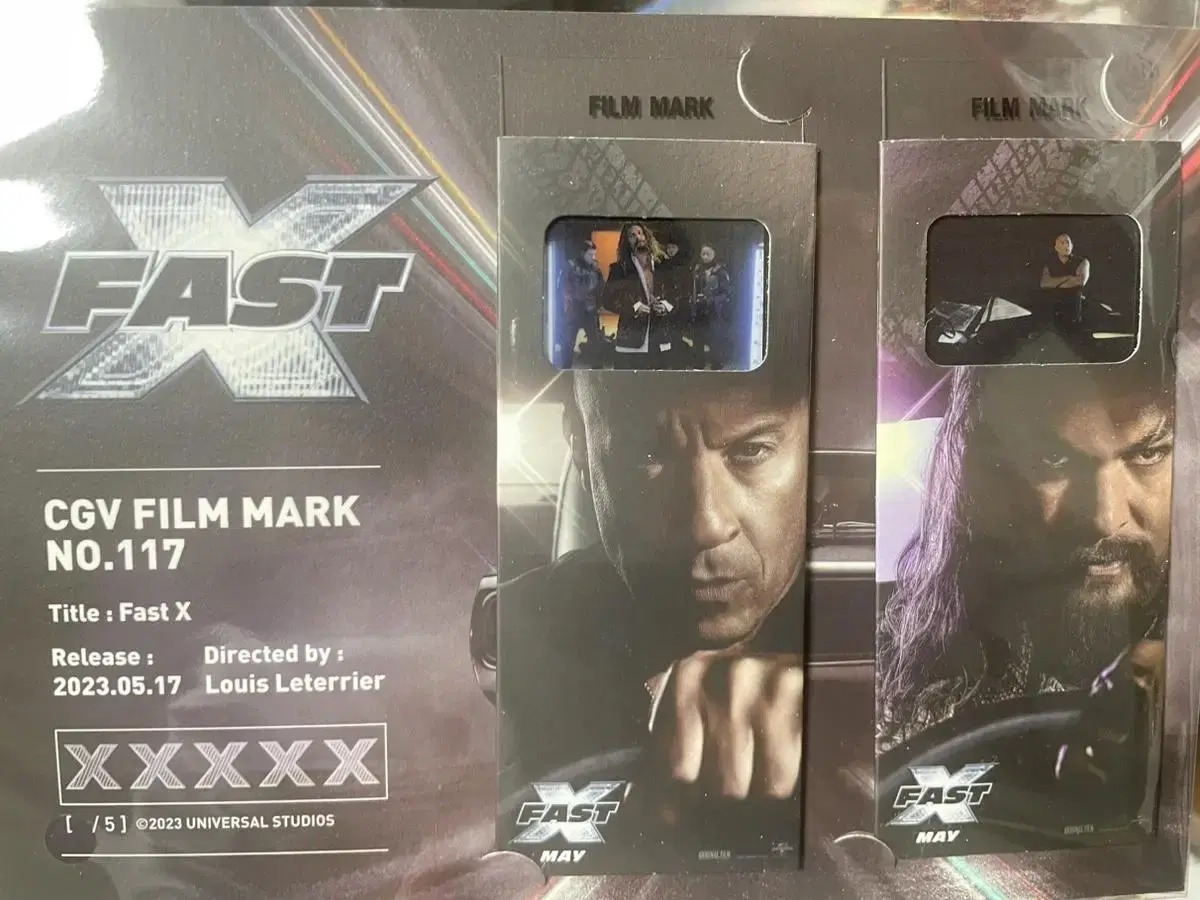 FILM MARK
FILM MARK
FAST X
CGV FILM MARK
NO.117
Title : Fast X
Release :
2023.05.17
Directed by :
Louis Leterrier
XXXXX
[ /5] ©2023 UNIVERSAL STUDIOS
FAST X
MAY
FAST X
MAY